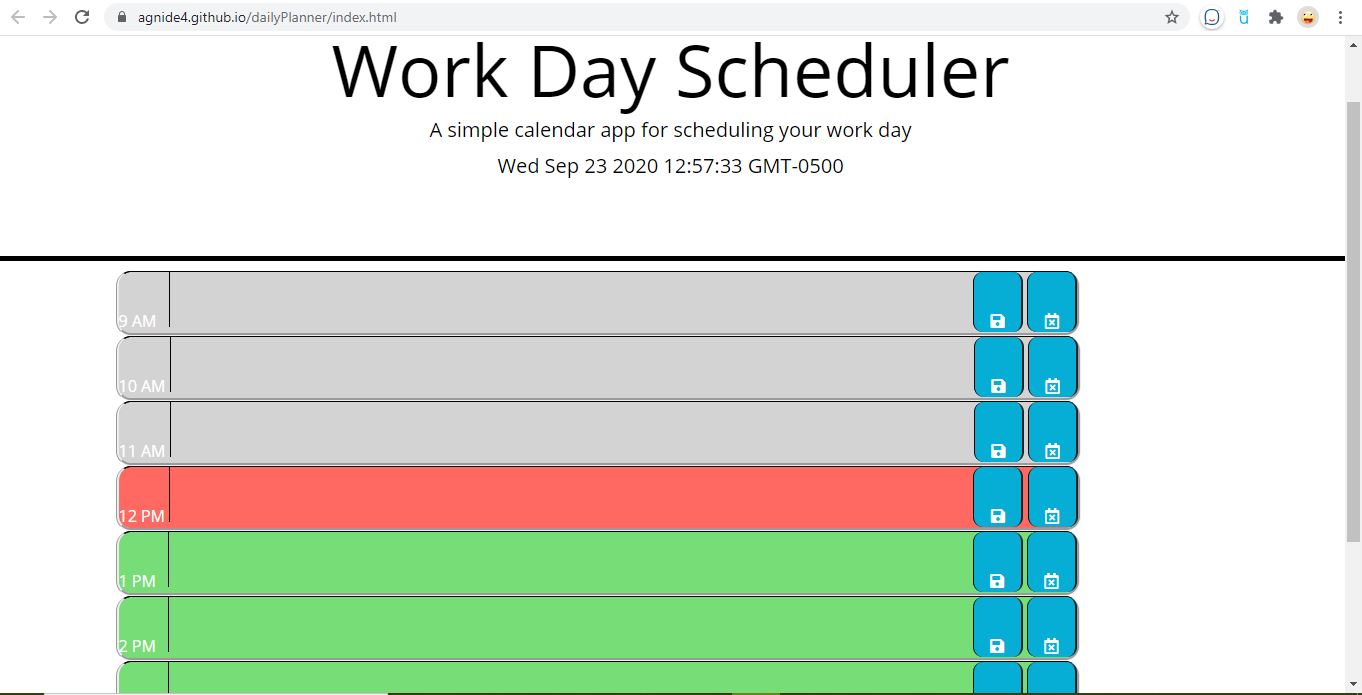 agnide4.github.io/dailyPlanner/index.html
Work Day Scheduler
A simple calendar app for scheduling your work day
Wed Sep 23 2020 12:57:33 GMT-0500
9 AM
10 AM
11 AM
12 PM
1 PM
2 PM